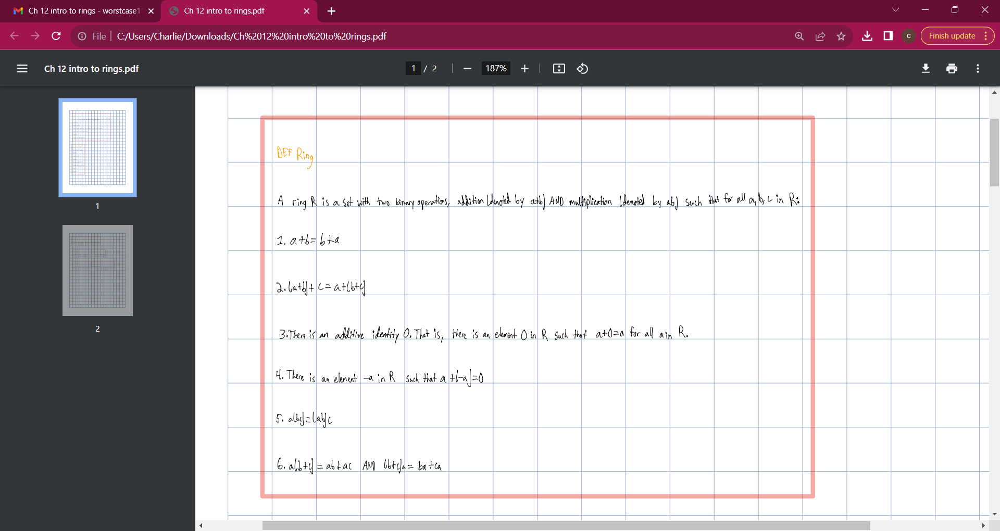 Ch 12 intro to rings - worstcase1
Ch 12 intro to rings.pdf
File
C:/Users/Charlie/Downloads/Ch%2012%20intro%20to%20rings.pdf
C
Finish update
Ch 12 intro to rings.pdf
1 / 2
187%
1
2
DEF Ring
A ring R is a set with two binary operations, addition (denoted by a+b) AND multiplication (denoted by ab) such that for all a, b, c in R:
1. a+b=b+a
2. (a+b)+c=a+(b+c)
3. There is an additive identity 0. That is, there is an element 0 in R such that a+0=a for all a in R.
4. There is an element -a in R such that a+(-a)=0
5. a(bc)=(ab)c
6. a(b+c)=ab+ac AND (b+c)a=ba+ca